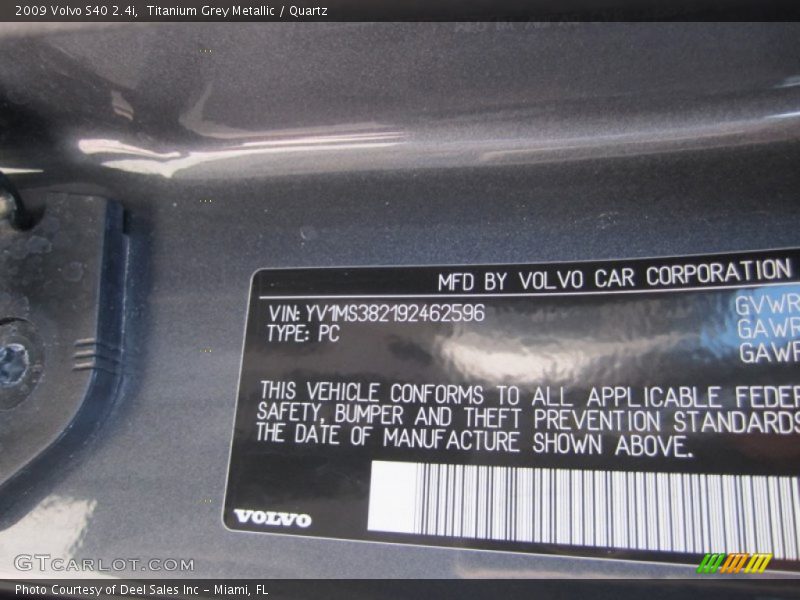 2009 Volvo S40 2.4i, Titanium Grey Metallic / Quartz
MFD BY VOLVO CAR CORPORATION
VIN: YV1MS382192462596
TYPE: PC
GVWR
GAWR
GAWR
THIS VEHICLE CONFORMS TO ALL APPLICABLE FEDER
SAFETY, BUMPER AND THEFT PREVENTION STANDARDS
THE DATE OF MANUFACTURE SHOWN ABOVE.
VOLVO
GTCARLOT.COM
Photo Courtesy of Deel Sales Inc - Miami, FL